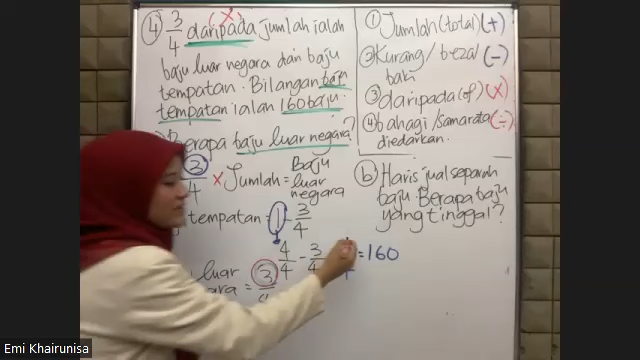 ④ 3/4 daripada jumlah ialah
(x)
baju luar negara dan baju
tempatan. Bilangan baju
tempatan ialah 160 baju.
Berapa baju luar negara?
3/4 x Jumlah = Baju luar negara
tempatan 1 - 3/4
4/4 - 3/4 = 160
luar
= 3
① Jumlah (total) (+)
② Kurang / beza / (-)
baki
③ daripada (of) (x)
④ bahagi / samarata (÷)
diedarkan.
b) Haris jual separah
baju. Berapa baju
yang tinggal?
Emi Khairunisa